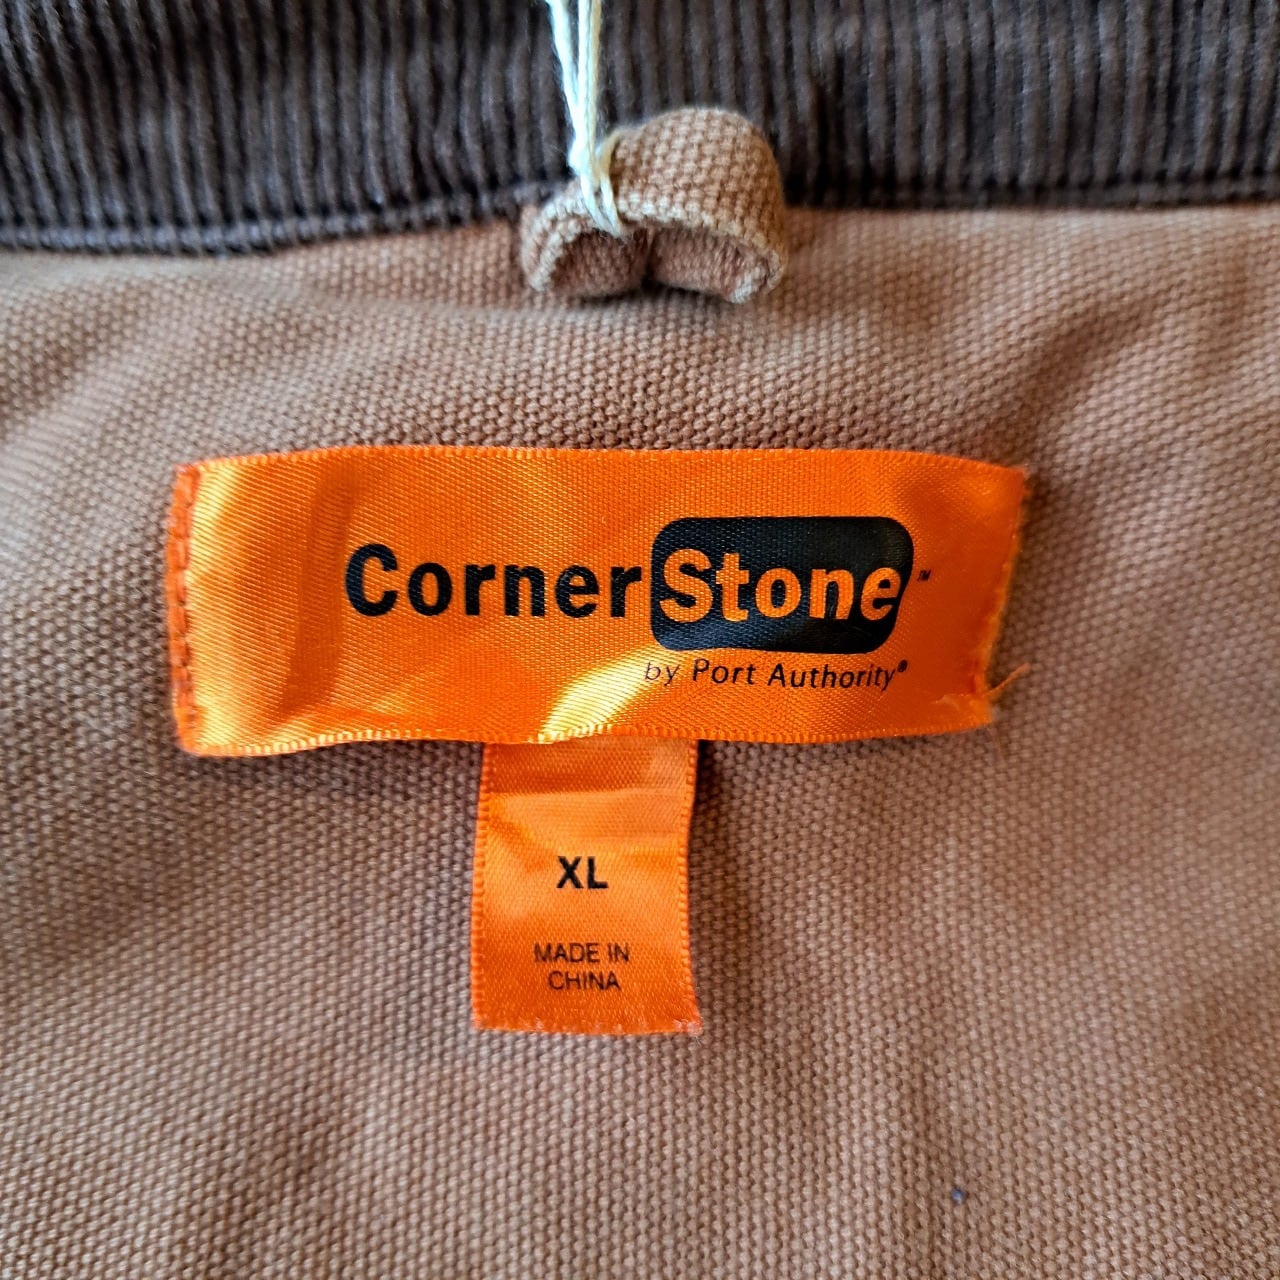 CornerStone™
by Port Authority®
XL
MADE IN
CHINA